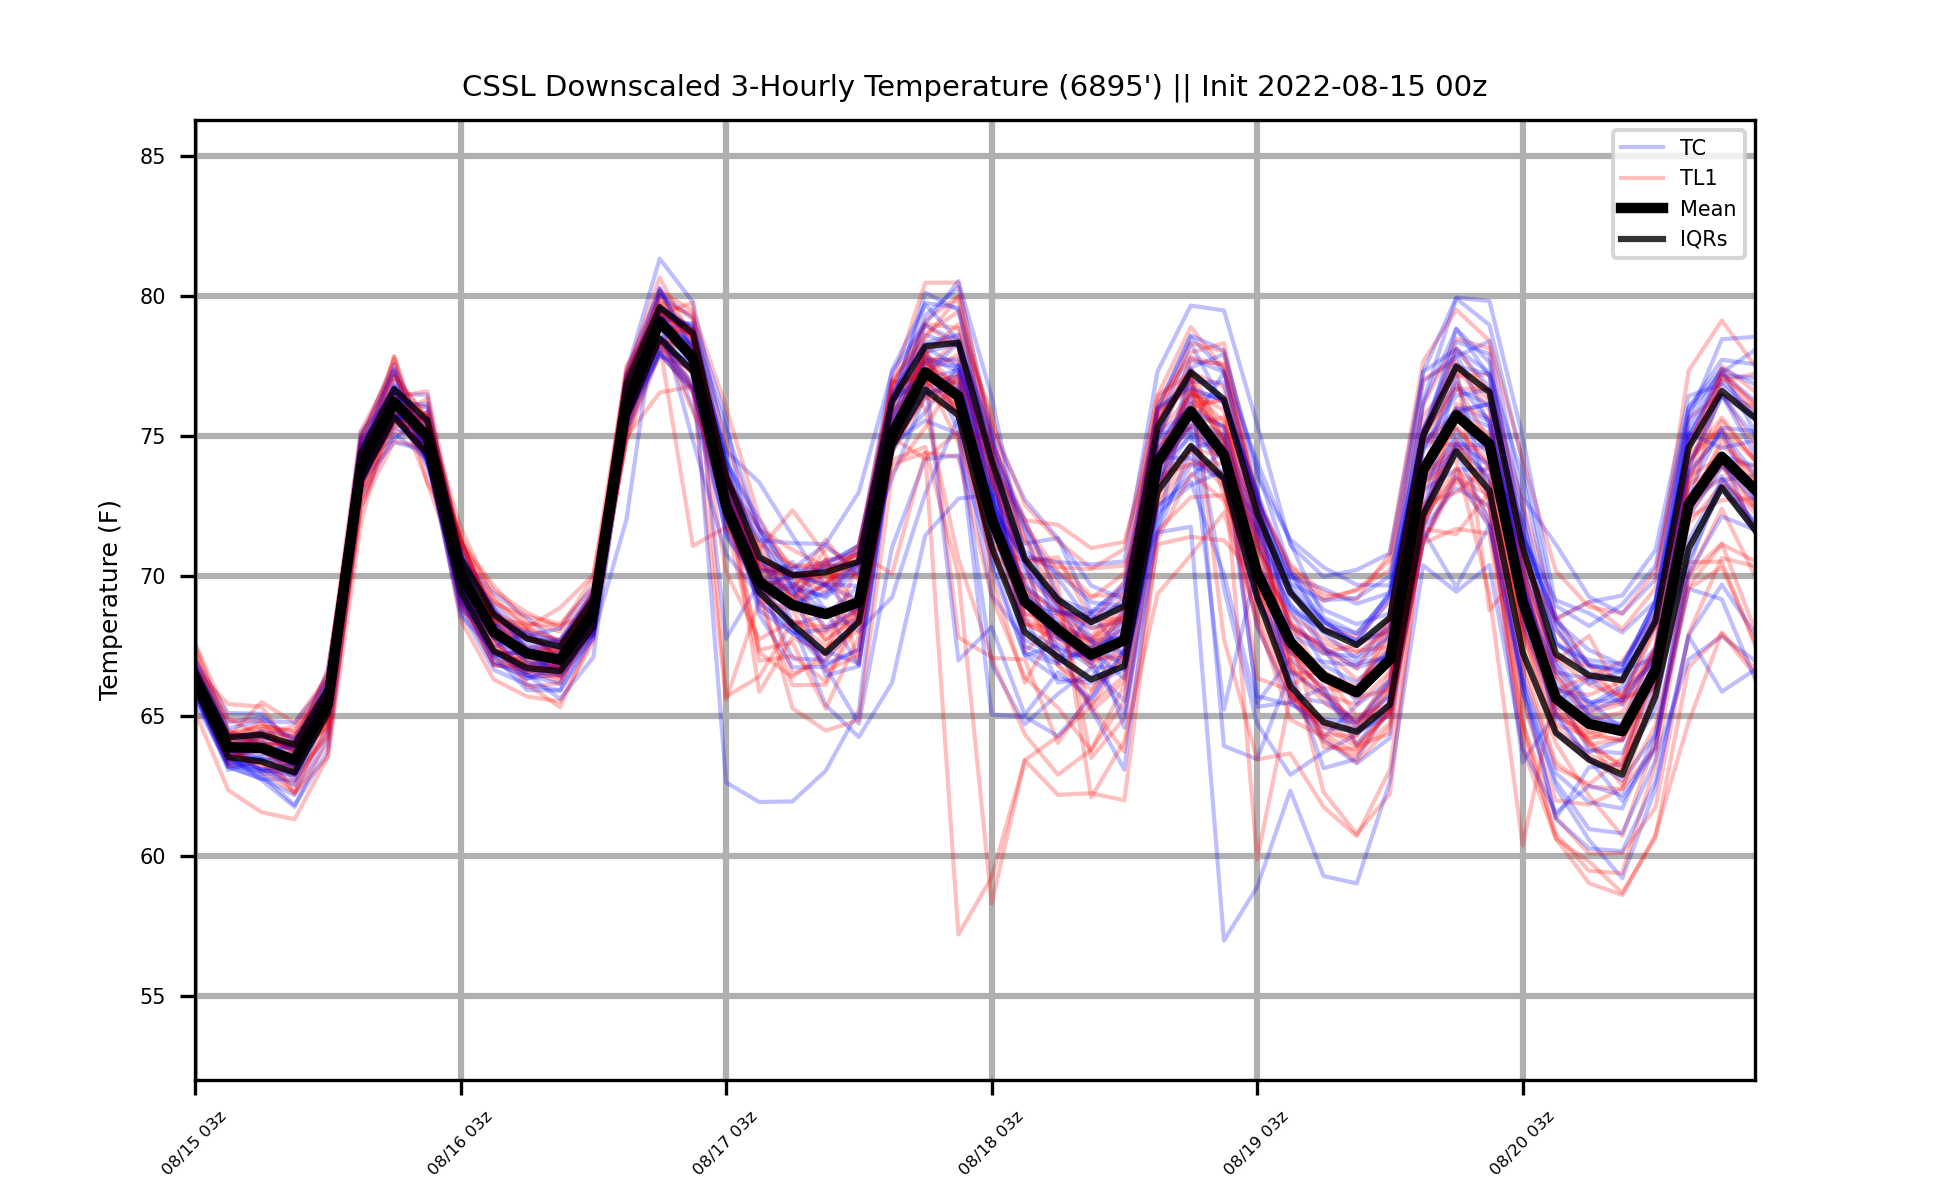 CSSL Downscaled 3-Hourly Temperature (6895') || Init 2022-08-15 00z
TC
TL1
Mean
IQRs
Temperature (F)
85
80
75
70
65
60
55
08/15 03z
08/16 03z
08/17 03z
08/18 03z
08/19 03z
08/20 03z